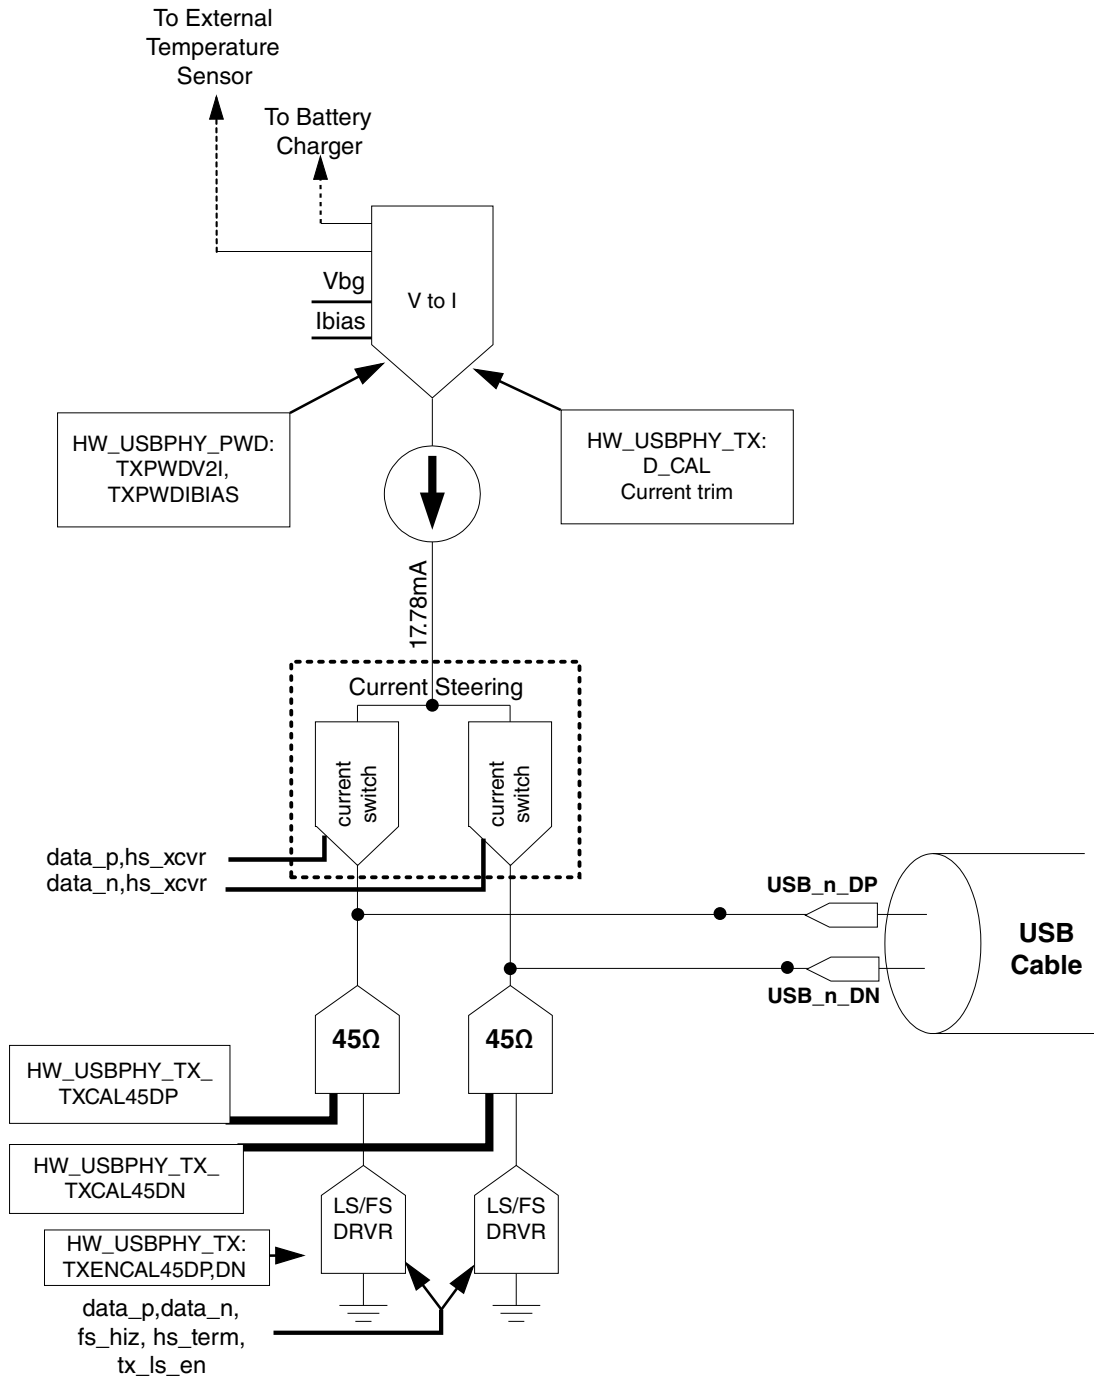 To External
Temperature
Sensor
To Battery
Charger
Vbg
V to I
Ibias
HW_USBPHY_PWD:
TXPWDV2I,
TXPWDIBIAS
HW_USBPHY_TX:
D_CAL
Current trim
17.78mA
Current Steering
current
switch
current
switch
data_p,hs_xcvr
data_n,hs_xcvr
USB_n_DP
USB
Cable
USB_n_DN
45Ω
45Ω
HW_USBPHY_TX_
TXCAL45DP
HW_USBPHY_TX_
TXCAL45DN
LS/FS
DRVR
LS/FS
DRVR
HW_USBPHY_TX:
TXENCAL45DP,DN
data_p,data_n,
fs_hiz, hs_term,
tx_ls_en